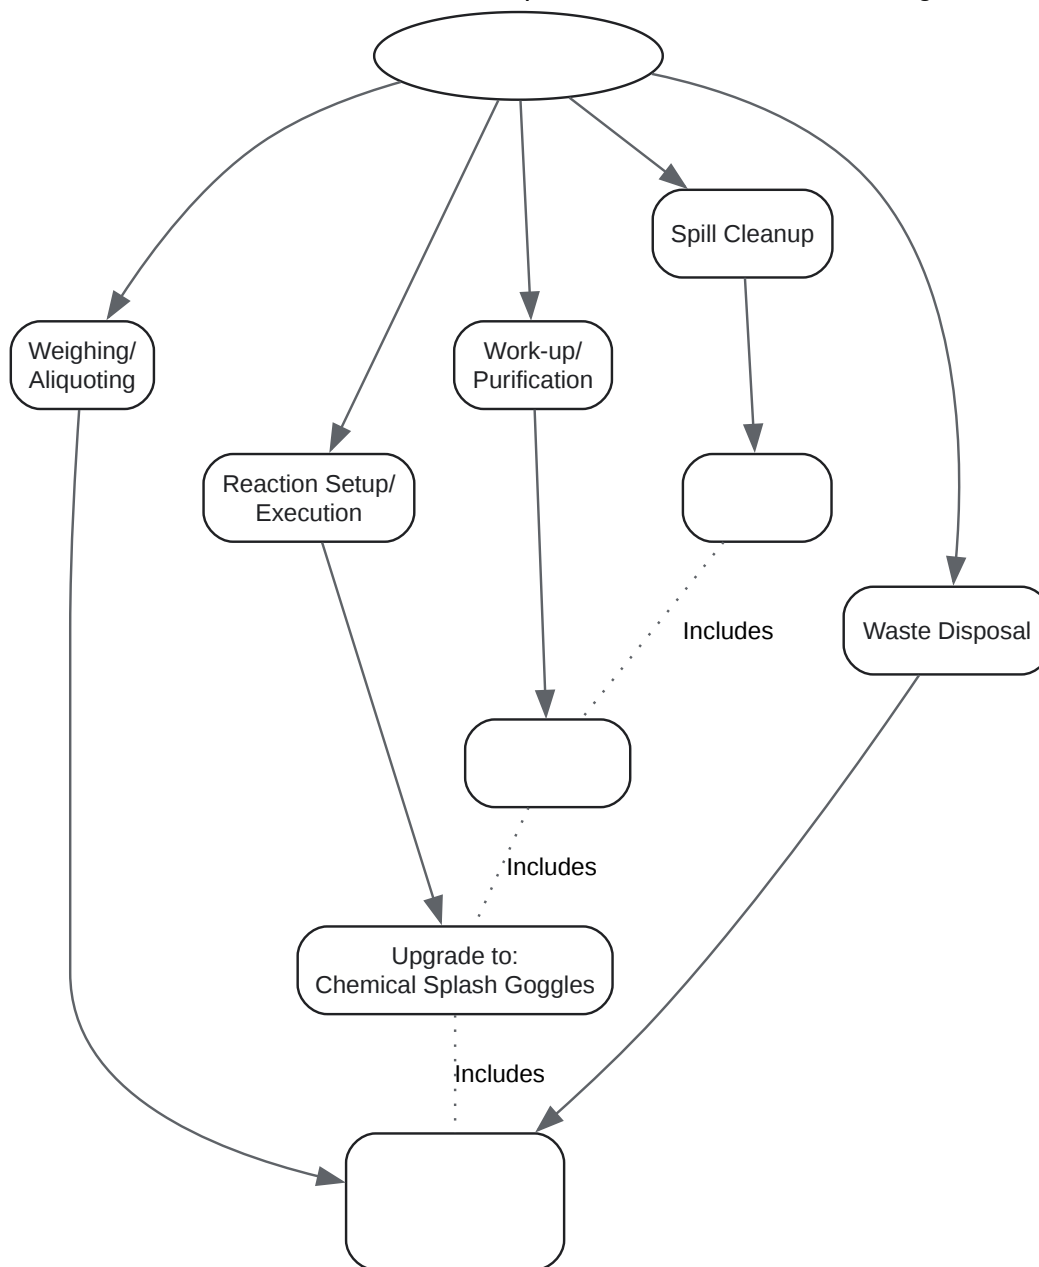 Spill Cleanup
Weighing/
Aliquoting
Work-up/
Purification
Reaction Setup/
Execution
Includes
Waste Disposal
Includes
Upgrade to:
Chemical Splash Goggles
Includes